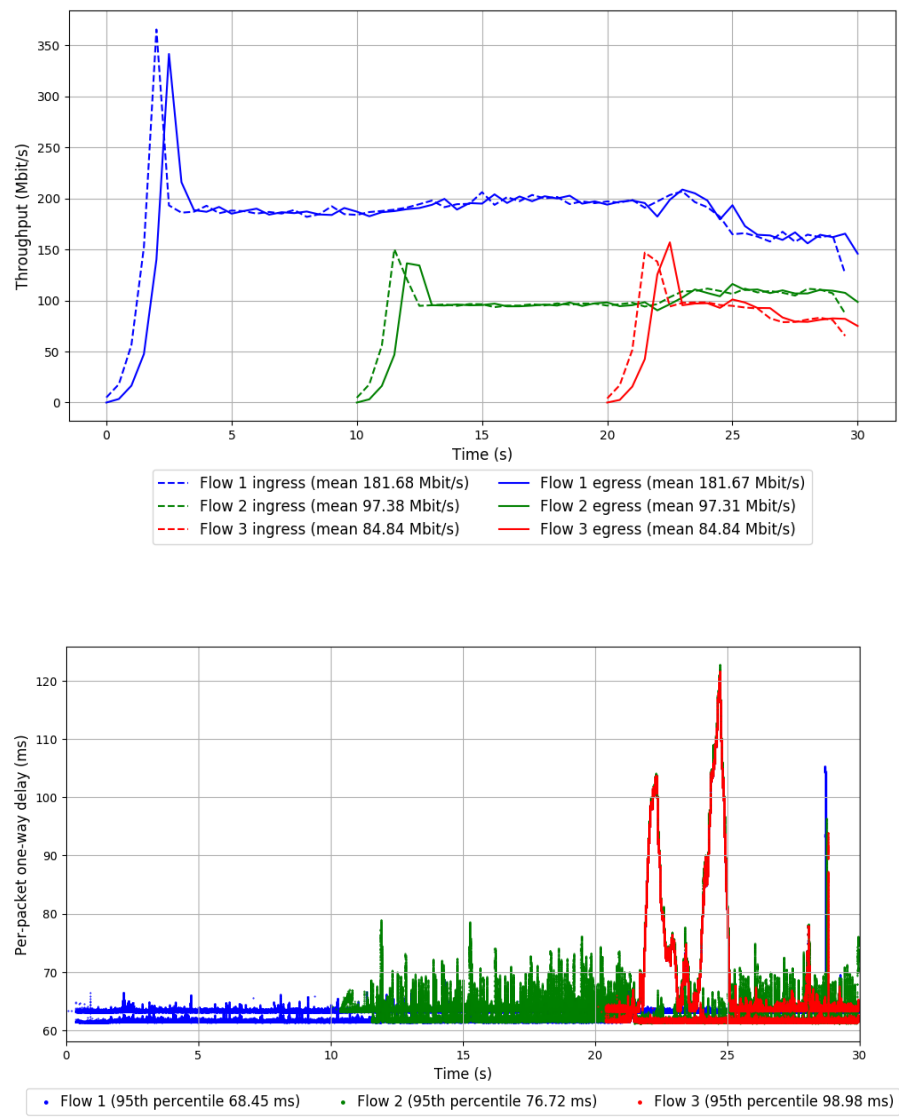 350
300
250
200
150
100
50
0
Throughput (Mbit/s)
0 5 10 15 20 25 30
Time (s)
Flow 1 ingress (mean 181.68 Mbit/s) Flow 1 egress (mean 181.67 Mbit/s)
Flow 2 ingress (mean 97.38 Mbit/s) Flow 2 egress (mean 97.31 Mbit/s)
Flow 3 ingress (mean 84.84 Mbit/s) Flow 3 egress (mean 84.84 Mbit/s)
120
110
100
90
80
70
60
Per-packet one-way delay (ms)
0 5 10 15 20 25 30
Time (s)
Flow 1 (95th percentile 68.45 ms) Flow 2 (95th percentile 76.72 ms) Flow 3 (95th percentile 98.98 ms)